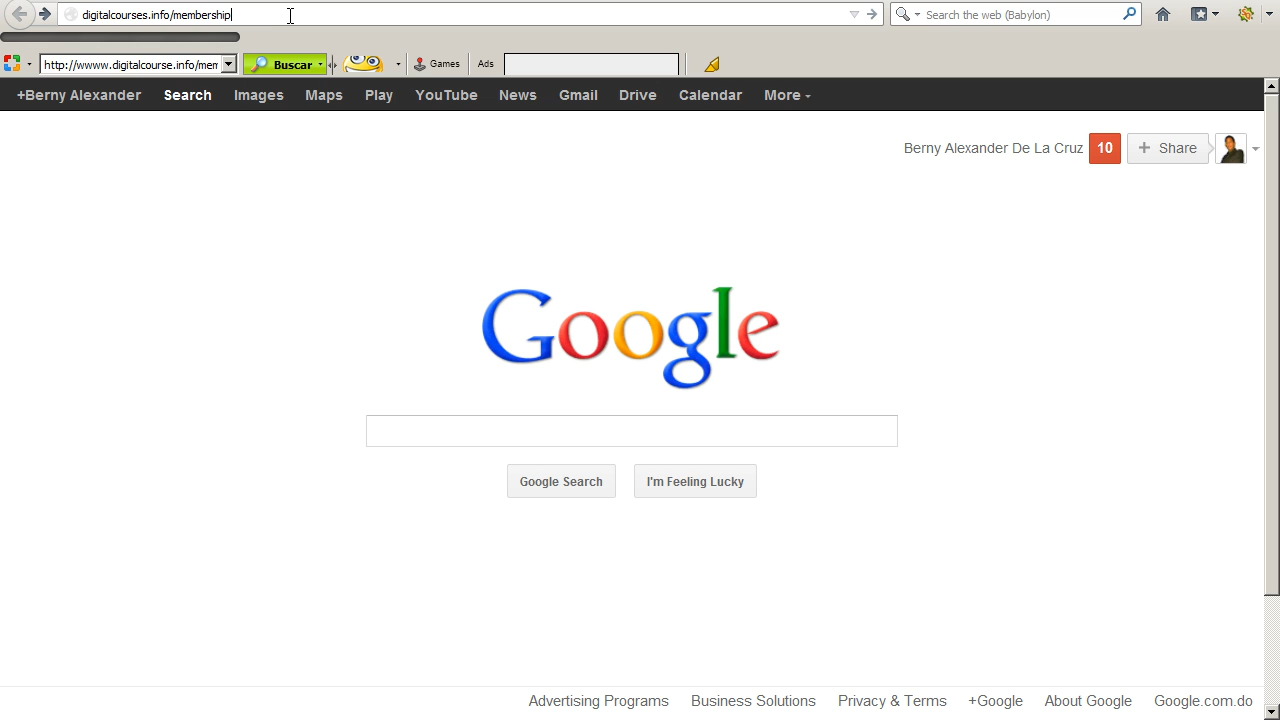 digitalcourses.info/membership
Search the web (Babylon)
http://wwww.digitalcourse.info/mem
Buscar
Games
Ads
+Berny Alexander Search Images Maps Play YouTube News Gmail Drive Calendar More
Berny Alexander De La Cruz 10 + Share
Google
Google Search I'm Feeling Lucky
Advertising Programs Business Solutions Privacy & Terms +Google About Google Google.com.do